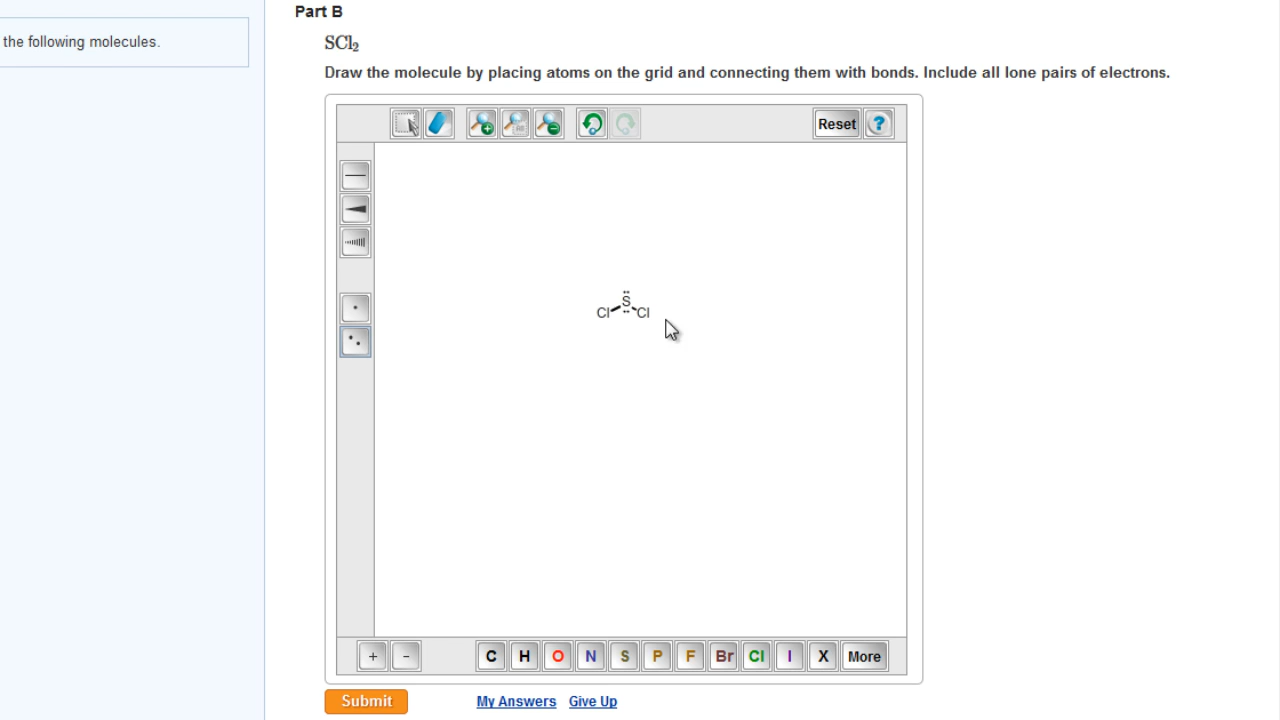 Part B
the following molecules.
SCl₂
Draw the molecule by placing atoms on the grid and connecting them with bonds. Include all lone pairs of electrons.
Reset ?
S
Cl Cl
+ - C H O N S P F Br Cl I X More
Submit My Answers Give Up